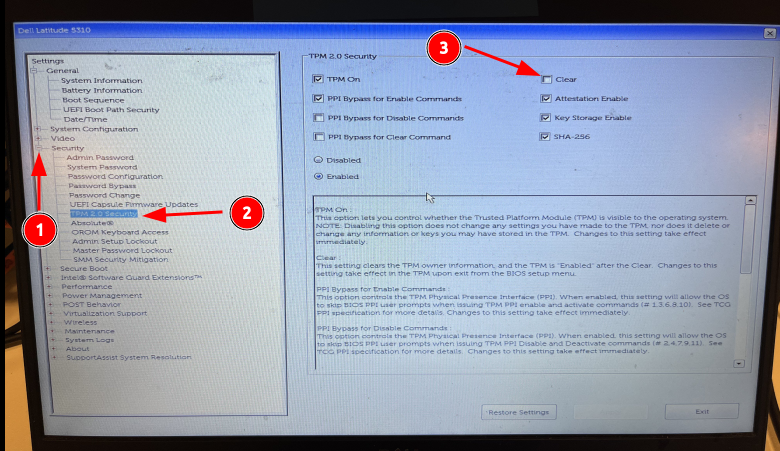 Dell Latitude 5310
Settings
General
System Information
Battery Information
Boot Sequence
UEFI Boot Path Security
Date/Time
System Configuration
Video
Security
Admin Password
System Password
Password Configuration
Password Bypass
Password Change
UEFI Capsule Firmware Updates
TPM 2.0 Security
Absolute®
OROM Keyboard Access
Admin Setup Lockout
Master Password Lockout
SMM Security Mitigation
Secure Boot
Intel® Software Guard Extensions™
Performance
Power Management
POST Behavior
Virtualization Support
Wireless
Maintenance
System Logs
About
SupportAssist System Resolution
1
2
3
TPM 2.0 Security
TPM On
Clear
PPI Bypass for Enable Commands
Attestation Enable
PPI Bypass for Disable Commands
Key Storage Enable
PPI Bypass for Clear Command
SHA-256
Disabled
Enabled
TPM On :
This option lets you control whether the Trusted Platform Module (TPM) is visible to the operating system.
NOTE: Disabling this option does not change any settings you have made to the TPM, nor does it delete or
change any information or keys you may have stored in the TPM. Changes to this setting take effect
immediately.
Clear :
This setting clears the TPM owner information, and the TPM is "Enabled" after the Clear. Changes to this
setting take effect in the TPM upon exit from the BIOS setup menu.
PPI Bypass for Enable Commands :
This option controls the TPM Physical Presence Interface (PPI). When enabled, this setting will allow the OS
to skip BIOS PPI user prompts when issuing TPM PPI enable and activate commands (# 1,3,6,8,10). See TCG
PPI specification for more details. Changes to this setting take effect immediately.
PPI Bypass for Disable Commands :
This option controls the TPM Physical Presence Interface (PPI). When enabled, this setting will allow the OS
to skip BIOS PPI user prompts when issuing TPM PPI Disable and Deactivate commands (# 2,4,7,9,11). See
TCG PPI specification for more details. Changes to this setting take effect immediately.
Restore Settings
Exit